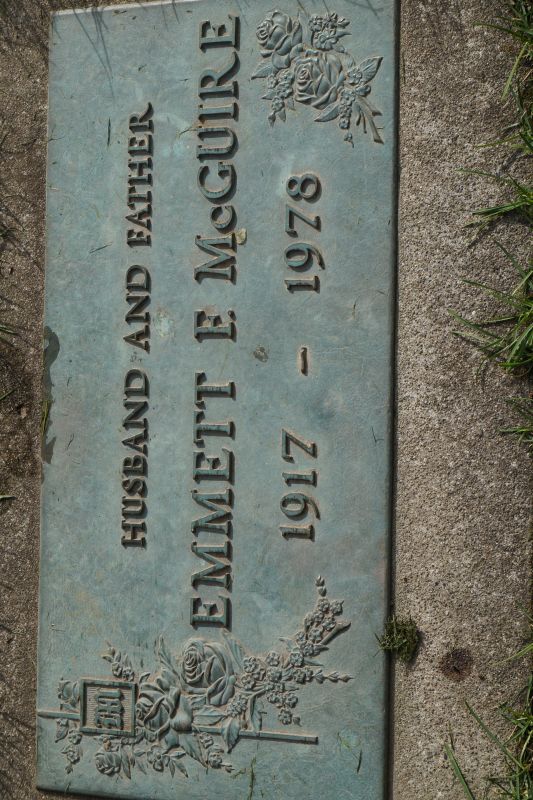 HUSBAND AND FATHER
EMMETT F. McGUIRE
1917 - 1978